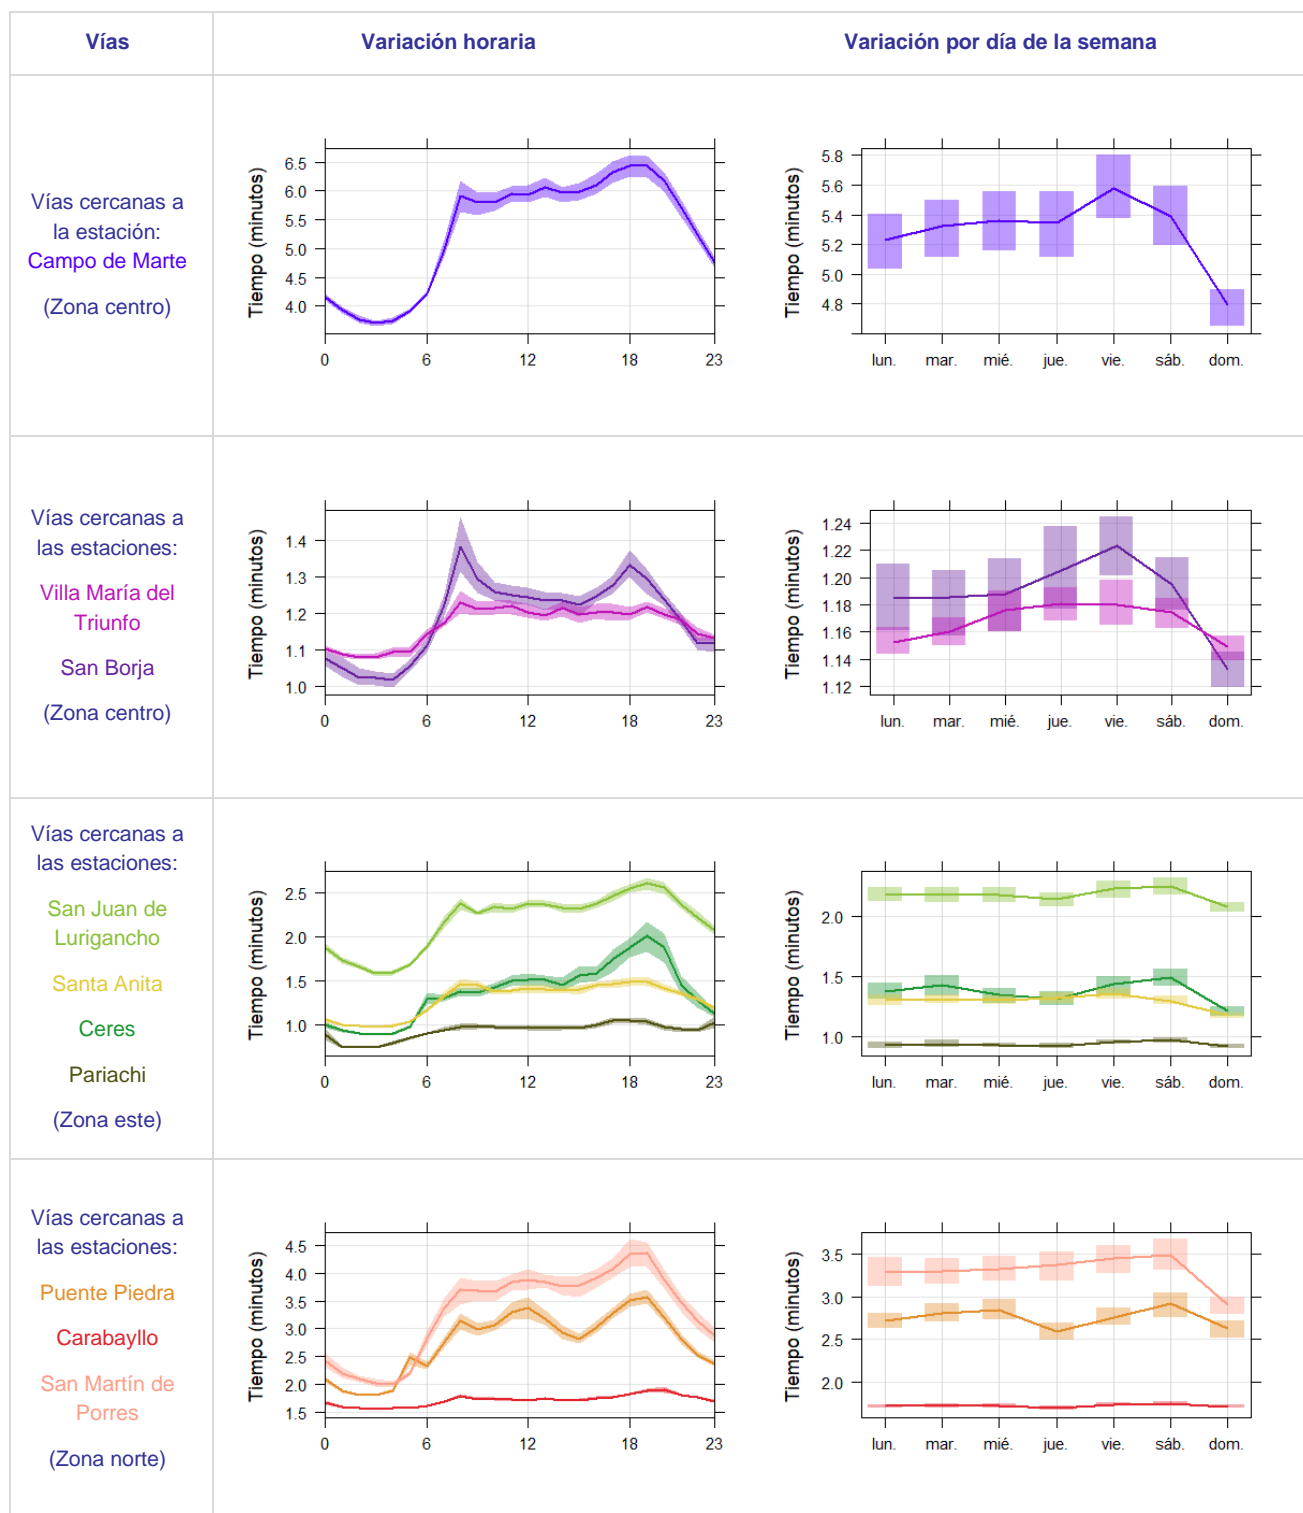 Vías
Variación horaria
Variación por día de la semana
Vías cercanas a
la estación:
Campo de Marte
(Zona centro)
Tiempo (minutos)
6.5
6.0
5.5
5.0
4.5
4.0
0 6 12 18 23
Tiempo (minutos)
5.8
5.6
5.4
5.2
5.0
4.8
lun. mar. mié. jue. vie. sáb. dom.
Vías cercanas a
las estaciones:
Villa María del
Triunfo
San Borja
(Zona centro)
Tiempo (minutos)
1.4
1.3
1.2
1.1
1.0
0 6 12 18 23
Tiempo (minutos)
1.24
1.22
1.20
1.18
1.16
1.14
1.12
lun. mar. mié. jue. vie. sáb. dom.
Vías cercanas a
las estaciones:
San Juan de
Lurigancho
Santa Anita
Ceres
Pariachi
(Zona este)
Tiempo (minutos)
2.5
2.0
1.5
1.0
0 6 12 18 23
Tiempo (minutos)
2.0
1.5
1.0
lun. mar. mié. jue. vie. sáb. dom.
Vías cercanas a
las estaciones:
Puente Piedra
Carabayllo
San Martín de
Porres
(Zona norte)
Tiempo (minutos)
4.5
4.0
3.5
3.0
2.5
2.0
1.5
0 6 12 18 23
Tiempo (minutos)
3.5
3.0
2.5
2.0
lun. mar. mié. jue. vie. sáb. dom.